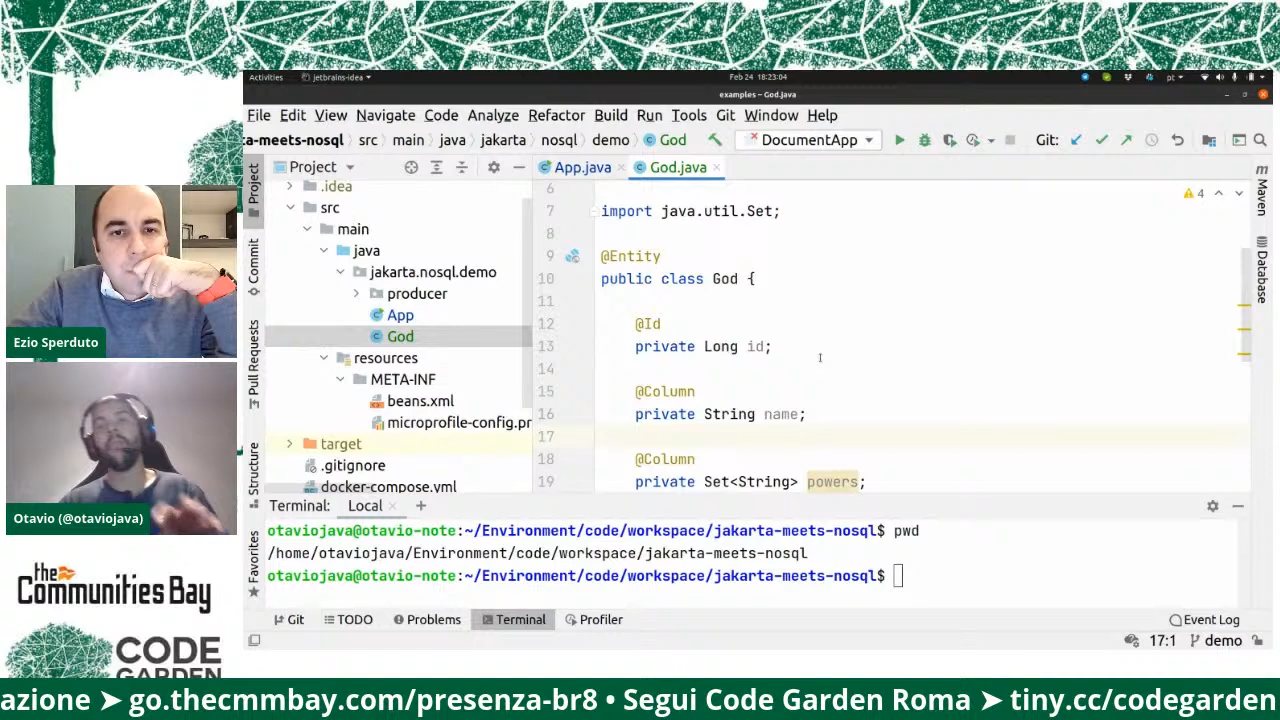 Activities
jetbrains-idea
Feb 24 18:23:04
pt
examples – God.java
File Edit View Navigate Code Analyze Refactor Build Run Tools Git Window Help
ta-meets-nosql src main java jakarta nosql demo God
DocumentApp
Git:
Project
App.java
God.java
.idea
src
main
java
jakarta.nosql.demo
producer
App
God
resources
META-INF
beans.xml
microprofile-config.pr
target
.gitignore
docker-compose.yml
Project
Commit
Pull Requests
Structure
Favorites
6
7 import java.util.Set;
8
9 @Entity
10 public class God {
11
12 @Id
13 private Long id;
14
15 @Column
16 private String name;
17
18 @Column
19 private Set<String> powers;
4
Maven
Database
Terminal: Local
otaviojava@otavio-note:~/Environment/code/workspace/jakarta-meets-nosql$ pwd
/home/otaviojava/Environment/code/workspace/jakarta-meets-nosql
otaviojava@otavio-note:~/Environment/code/workspace/jakarta-meets-nosql$
Git TODO Problems Terminal Profiler Event Log
17:1 demo
Ezio Sperduto
Otavio (@otaviojava)
the
Communities Bay
CODE
GARDEN
azione ➤ go.thecmmbay.com/presenza-br8 • Segui Code Garden Roma ➤ tiny.cc/codegarden